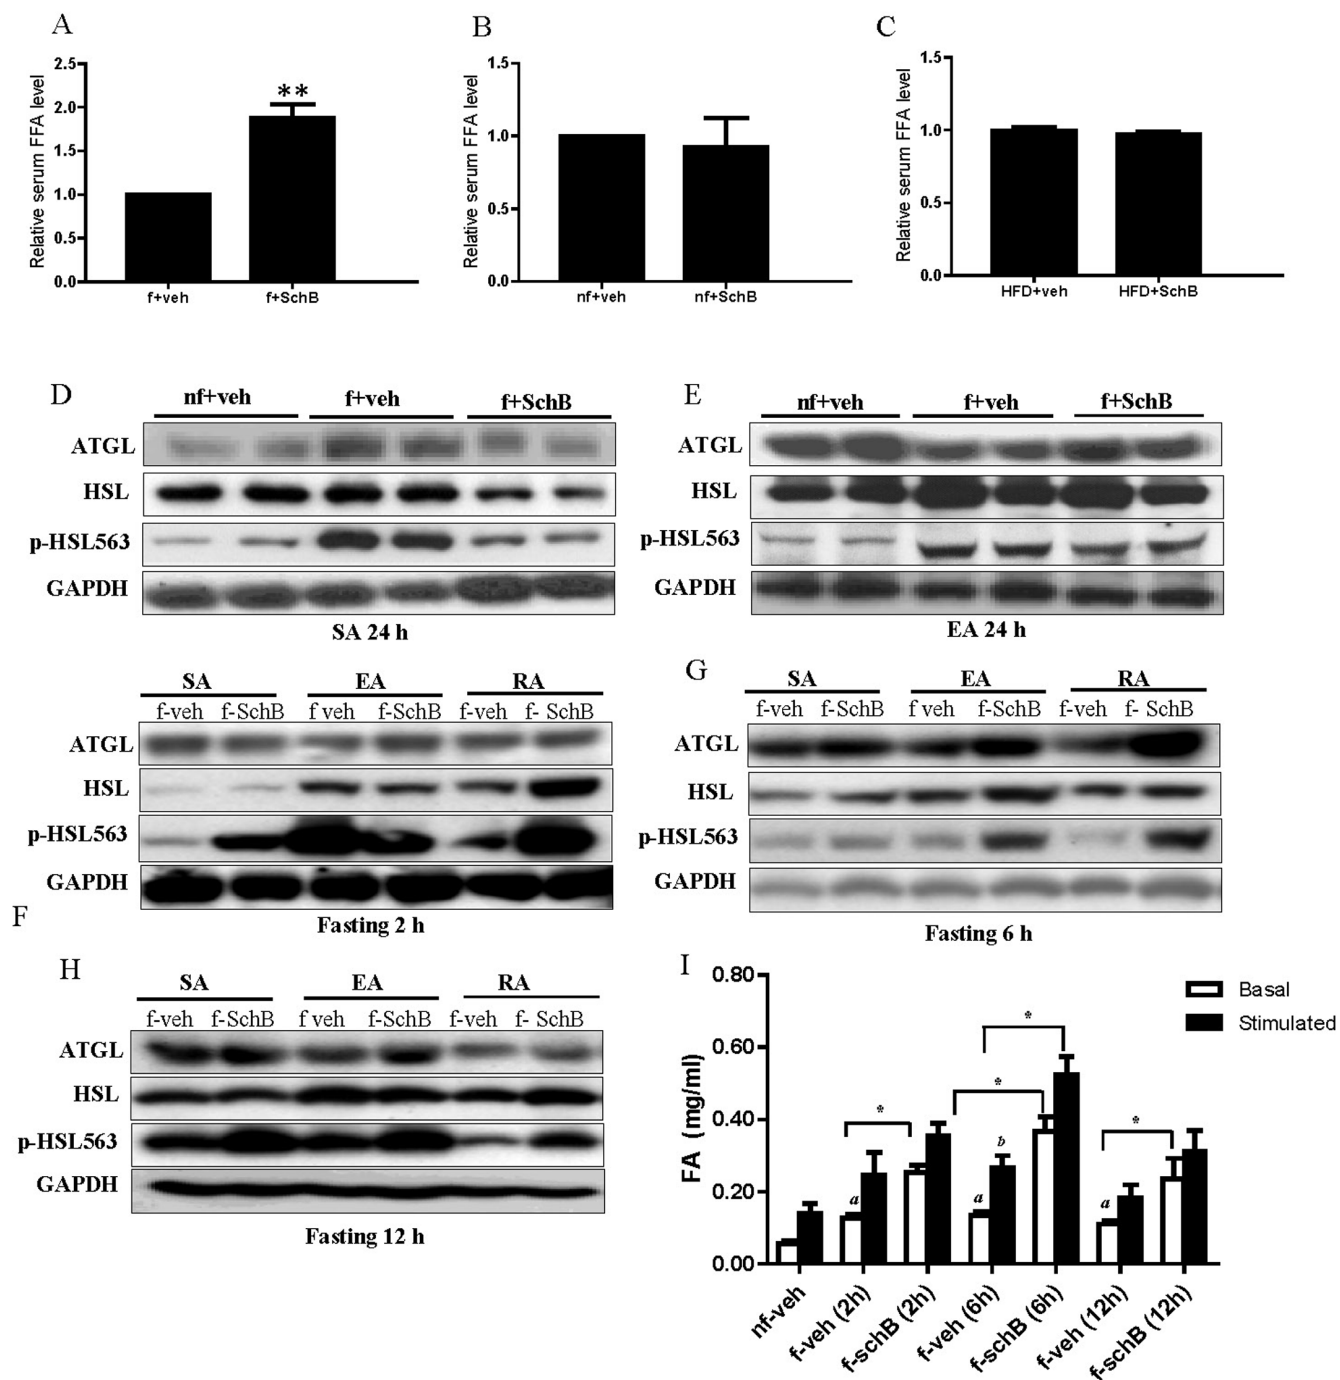 A
Relative serum FFA level
2.5
2.0
1.5
1.0
0.5
0.0
**
f+veh
f+SchB
B
Relative serum FFA level
1.5
1.0
0.5
0.0
nf+veh
nf+SchB
C
Relative serum FFA level
1.5
1.0
0.5
0.0
HFD+veh
HFD+SchB
D
nf+veh f+veh f+SchB
ATGL
HSL
p-HSL563
GAPDH
SA 24 h
E
nf+veh f+veh f+SchB
ATGL
HSL
p-HSL563
GAPDH
EA 24 h
SA EA RA
f-veh f-SchB f veh f-SchB f-veh f- SchB
ATGL
HSL
p-HSL563
GAPDH
Fasting 2 h
F
G
SA EA RA
f-veh f-SchB f veh f-SchB f-veh f- SchB
ATGL
HSL
p-HSL563
GAPDH
Fasting 6 h
H
SA EA RA
f-veh f-SchB f veh f-SchB f-veh f- SchB
ATGL
HSL
p-HSL563
GAPDH
Fasting 12 h
I
FA (mg/ml)
0.80
0.60
0.40
0.20
0.00
Basal
Stimulated
*
*
*
*
a
a
b
a
nf-veh
f-veh (2h)
f-schB (2h)
f-veh (6h)
f-schB (6h)
f-veh (12h)
f-schB (12h)